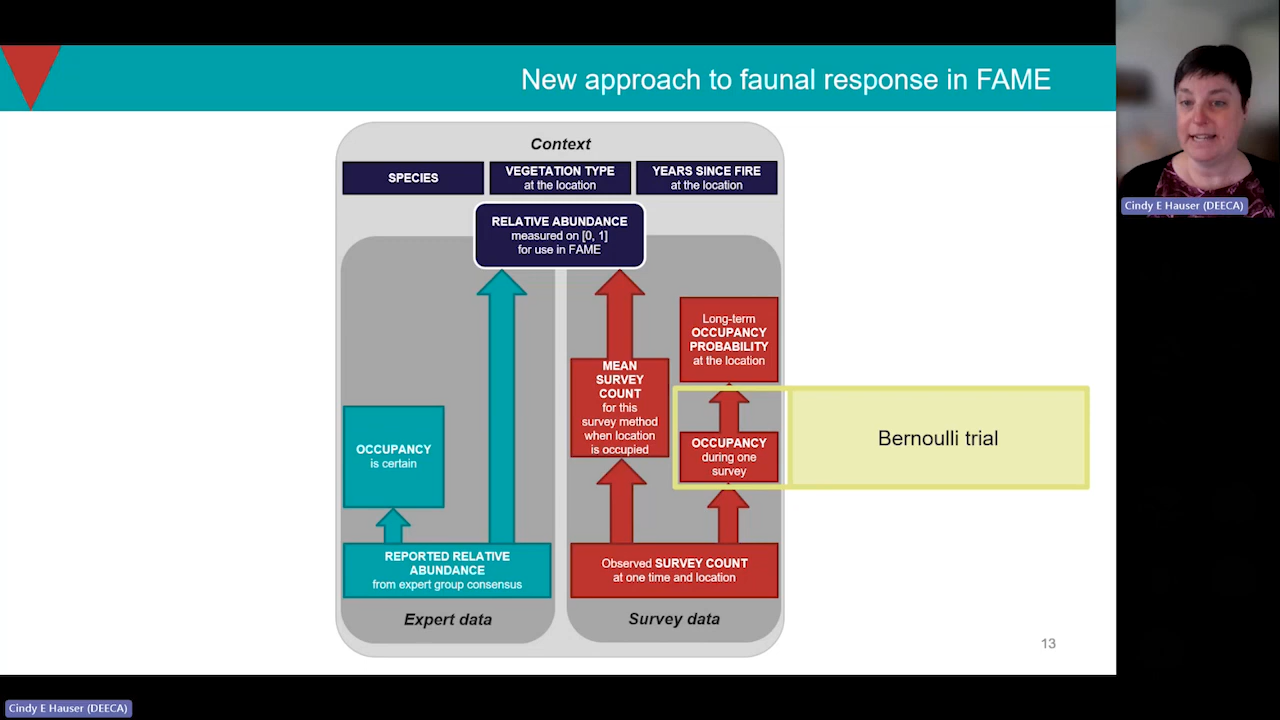 New approach to faunal response in FAME
Context
SPECIES
VEGETATION TYPE
at the location
YEARS SINCE FIRE
at the location
RELATIVE ABUNDANCE
measured on [0, 1]
for use in FAME
Long-term
OCCUPANCY
PROBABILITY
at the location
MEAN
SURVEY
COUNT
for this
survey method
when location
is occupied
OCCUPANCY
is certain
OCCUPANCY
during one
survey
Bernoulli trial
REPORTED RELATIVE
ABUNDANCE
from expert group consensus
Observed SURVEY COUNT
at one time and location
Expert data
Survey data
13
Cindy E Hauser (DEECA)
Cindy E Hauser (DEECA)